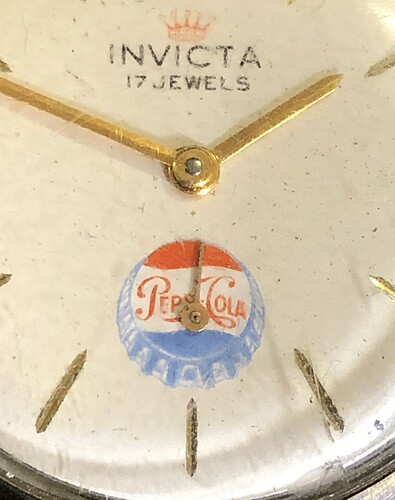 INVICTA
17 JEWELS
PEPSI COLA